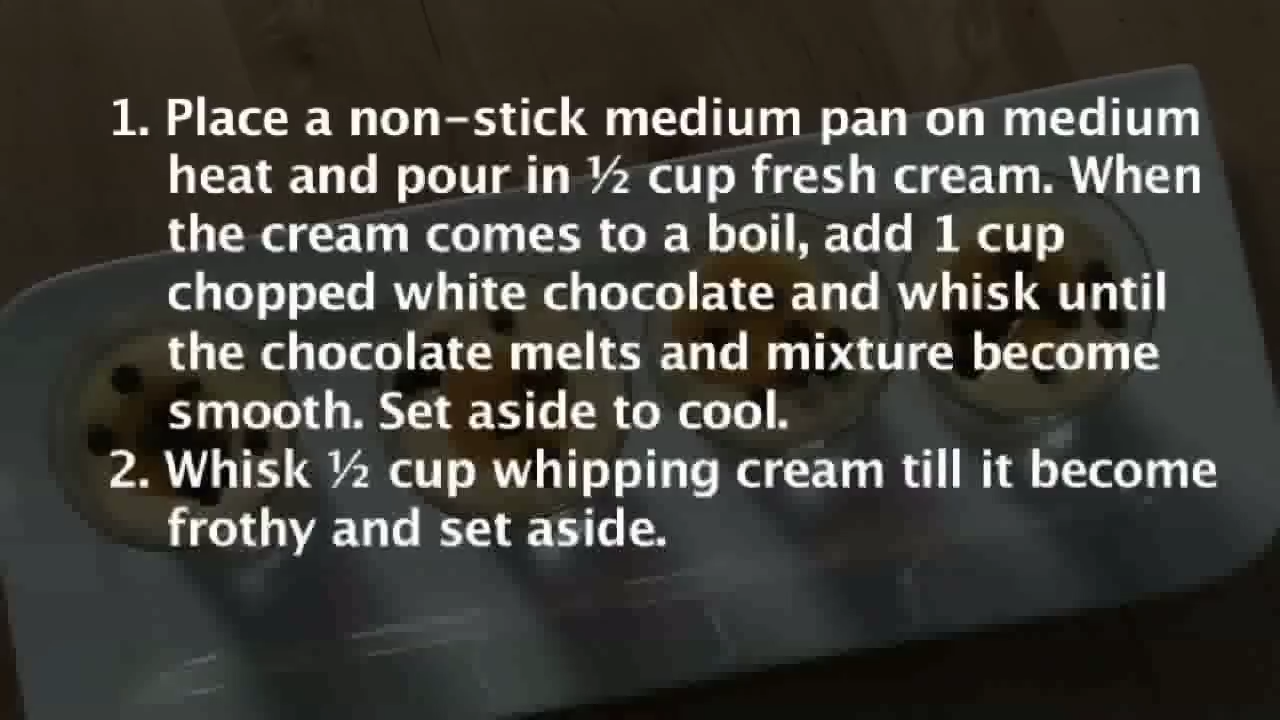 1. Place a non-stick medium pan on medium
heat and pour in ½ cup fresh cream. When
the cream comes to a boil, add 1 cup
chopped white chocolate and whisk until
the chocolate melts and mixture become
smooth. Set aside to cool.
2. Whisk ½ cup whipping cream till it become
frothy and set aside.